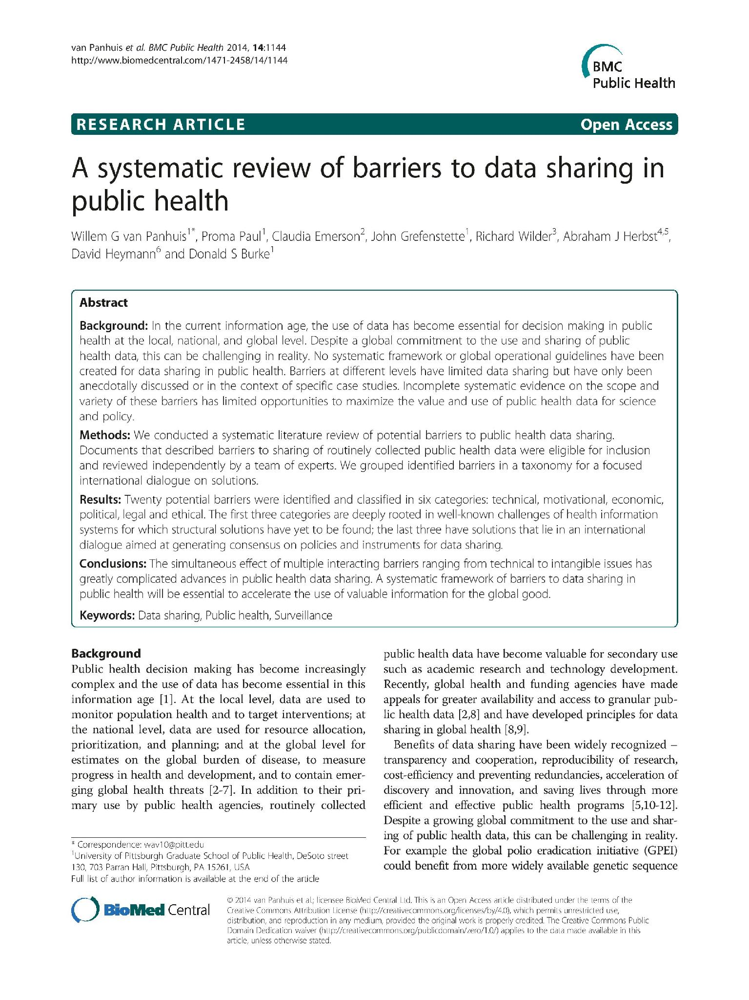 van Panhuis et al. BMC Public Health 2014, 14:1144
http://www.biomedcentral.com/1471-2458/14/1144
BMC
Public Health
RESEARCH ARTICLE
Open Access
A systematic review of barriers to data sharing in
public health
Willem G van Panhuis1*, Proma Paul1, Claudia Emerson2, John Grefenstette1, Richard Wilder3, Abraham J Herbst4,5,
David Heymann6 and Donald S Burke1
Abstract
Background: In the current information age, the use of data has become essential for decision making in public
health at the local, national, and global level. Despite a global commitment to the use and sharing of public
health data, this can be challenging in reality. No systematic framework or global operational guidelines have been
created for data sharing in public health. Barriers at different levels have limited data sharing but have only been
anecdotally discussed or in the context of specific case studies. Incomplete systematic evidence on the scope and
variety of these barriers has limited opportunities to maximize the value and use of public health data for science
and policy.
Methods: We conducted a systematic literature review of potential barriers to public health data sharing.
Documents that described barriers to sharing of routinely collected public health data were eligible for inclusion
and reviewed independently by a team of experts. We grouped identified barriers in a taxonomy for a focused
international dialogue on solutions.
Results: Twenty potential barriers were identified and classified in six categories: technical, motivational, economic,
political, legal and ethical. The first three categories are deeply rooted in well-known challenges of health information
systems for which structural solutions have yet to be found; the last three have solutions that lie in an international
dialogue aimed at generating consensus on policies and instruments for data sharing.
Conclusions: The simultaneous effect of multiple interacting barriers ranging from technical to intangible issues has
greatly complicated advances in public health data sharing. A systematic framework of barriers to data sharing in
public health will be essential to accelerate the use of valuable information for the global good.
Keywords: Data sharing, Public health, Surveillance
Background
Public health decision making has become increasingly
complex and the use of data has become essential in this
information age [1]. At the local level, data are used to
monitor population health and to target interventions; at
the national level, data are used for resource allocation,
prioritization, and planning; and at the global level for
estimates on the global burden of disease, to measure
progress in health and development, and to contain emer-
ging global health threats [2-7]. In addition to their pri-
mary use by public health agencies, routinely collected
public health data have become valuable for secondary use
such as academic research and technology development.
Recently, global health and funding agencies have made
appeals for greater availability and access to granular pub-
lic health data [2,8] and have developed principles for data
sharing in global health [8,9].
Benefits of data sharing have been widely recognized –
transparency and cooperation, reproducibility of research,
cost-efficiency and preventing redundancies, acceleration of
discovery and innovation, and saving lives through more
efficient and effective public health programs [5,10-12].
Despite a growing global commitment to the use and shar-
ing of public health data, this can be challenging in reality.
For example the global polio eradication initiative (GPEI)
could benefit from more widely available genetic sequence
* Correspondence: wav10@pitt.edu
1University of Pittsburgh Graduate School of Public Health, DeSoto street
130, 703 Parran Hall, Pittsburgh, PA 15261, USA
Full list of author information is available at the end of the article
BioMed Central
© 2014 van Panhuis et al.; licensee BioMed Central Ltd. This is an Open Access article distributed under the terms of the
Creative Commons Attribution License (http://creativecommons.org/licenses/by/4.0), which permits unrestricted use,
distribution, and reproduction in any medium, provided the original work is properly credited. The Creative Commons Public
Domain Dedication waiver (http://creativecommons.org/publicdomain/zero/1.0/) applies to the data made available in this
article, unless otherwise stated.